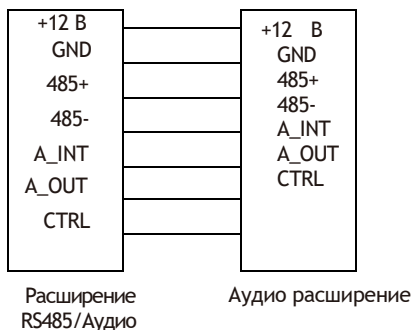 +12 В
GND
485+
485-
A_INT
A_OUT
CTRL
+12 В
GND
485+
485-
A_INT
A_OUT
CTRL
Расширение
RS485/Аудио
Аудио расширение